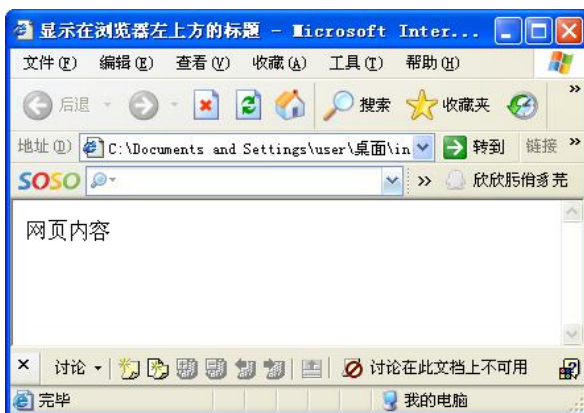 显示在浏览器左上方的标题 - Microsoft Inter...
文件(F) 编辑(E) 查看(V) 收藏(A) 工具(T) 帮助(H)
后退 搜索 收藏夹 »
地址(D) C:\Documents and Settings\user\桌面\in 转到 链接 »
SOSO »
网页内容
× 讨论 讨论在此文档上不可用
完毕 我的电脑